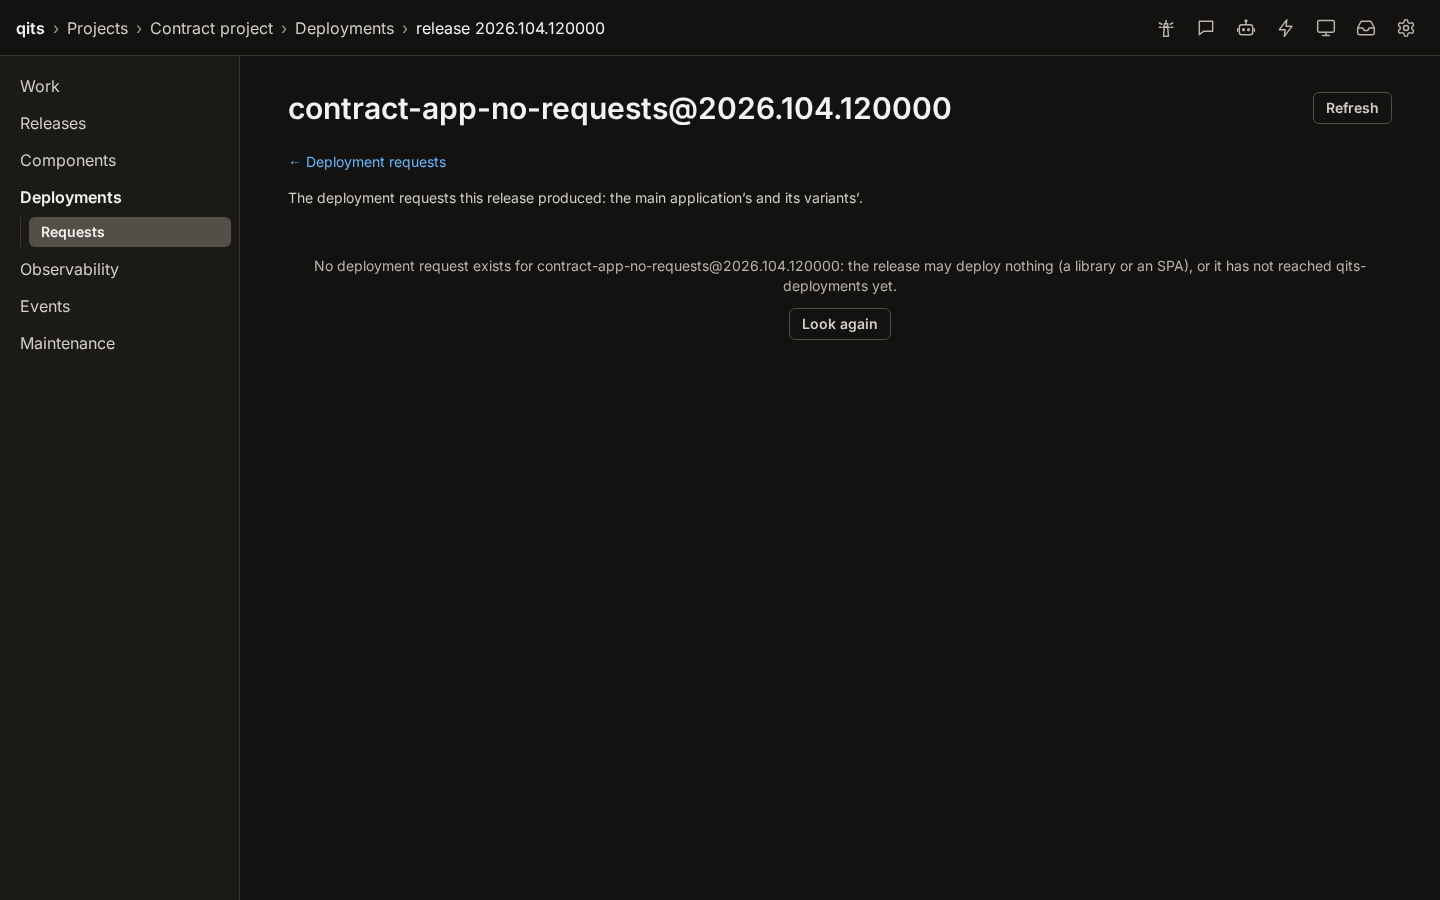 qits › Projects › Contract project › Deployments › release 2026.104.120000
Work
Releases
Components
Deployments
Requests
Observability
Events
Maintenance
contract-app-no-requests@2026.104.120000
Refresh
← Deployment requests
The deployment requests this release produced: the main application’s and its variants’.
No deployment request exists for contract-app-no-requests@2026.104.120000: the release may deploy nothing (a library or an SPA), or it has not reached qits-
deployments yet.
Look again